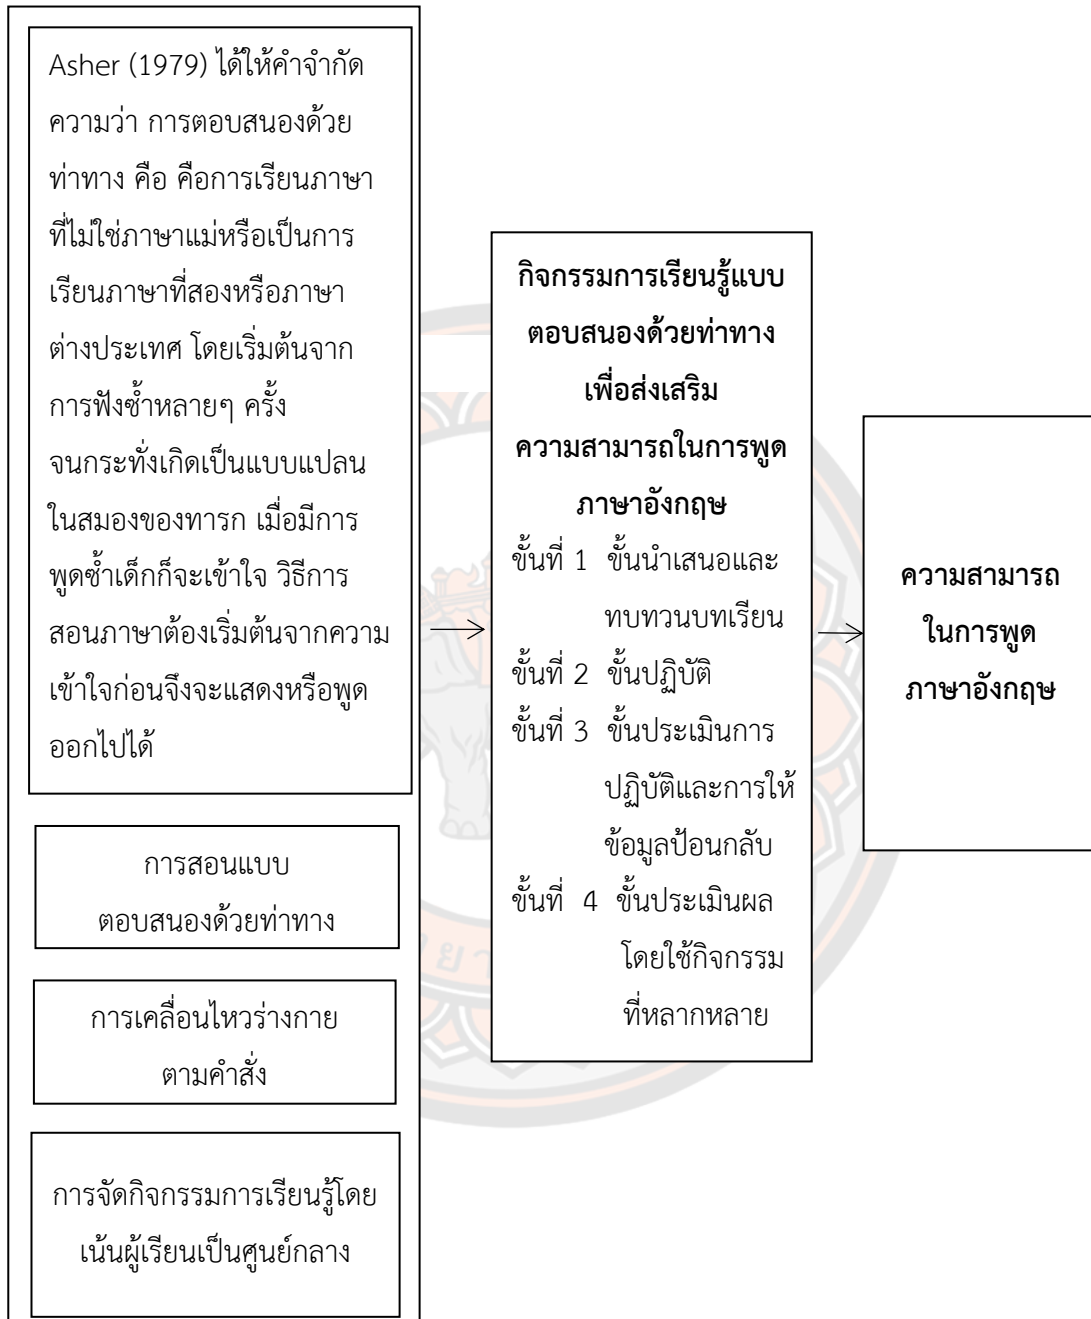 Asher (1979) ได้ให้คำจำกัด
ความว่า การตอบสนองด้วย
ท่าทาง คือ คือการเรียนภาษา
ที่ไม่ใช่ภาษาแม่หรือเป็นการ
เรียนภาษาที่สองหรือภาษา
ต่างประเทศ โดยเริ่มต้นจาก
การฟังซ้ำหลายๆ ครั้ง
จนกระทั่งเกิดเป็นแบบแปลน
ในสมองของทารก เมื่อมีการ
พูดซ้ำเด็กก็จะเข้าใจ วิธีการ
สอนภาษาต้องเริ่มต้นจากความ
เข้าใจก่อนจึงจะแสดงหรือพูด
ออกไปได้
การสอนแบบ
ตอบสนองด้วยท่าทาง
การเคลื่อนไหวร่างกาย
ตามคำสั่ง
การจัดกิจกรรมการเรียนรู้โดย
เน้นผู้เรียนเป็นศูนย์กลาง
กิจกรรมการเรียนรู้แบบ
ตอบสนองด้วยท่าทาง
เพื่อส่งเสริม
ความสามารถในการพูด
ภาษาอังกฤษ
ขั้นที่ 1 ขั้นนำเสนอและ
ทบทวนบทเรียน
ขั้นที่ 2 ขั้นปฏิบัติ
ขั้นที่ 3 ขั้นประเมินการ
ปฏิบัติและการให้
ข้อมูลป้อนกลับ
ขั้นที่ 4 ขั้นประเมินผล
โดยใช้กิจกรรม
ที่หลากหลาย
ความสามารถ
ในการพูด
ภาษาอังกฤษ